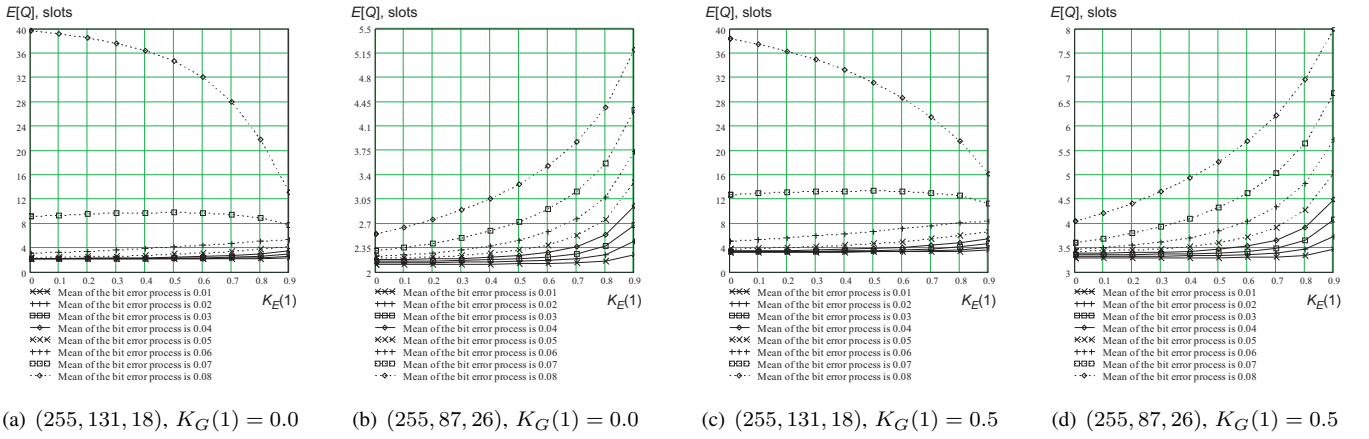 E[Q], slots
40
36
32
28
24
20
16
12
8
4
0
0 0.1 0.2 0.3 0.4 0.5 0.6 0.7 0.8 0.9
K_E(1)
Mean of the bit error process is 0.01
Mean of the bit error process is 0.02
Mean of the bit error process is 0.03
Mean of the bit error process is 0.04
Mean of the bit error process is 0.05
Mean of the bit error process is 0.06
Mean of the bit error process is 0.07
Mean of the bit error process is 0.08
(a) (255, 131, 18), K_G(1) = 0.0
E[Q], slots
5.5
5.15
4.8
4.45
4.1
3.75
3.4
3.05
2.7
2.35
2
0 0.1 0.2 0.3 0.4 0.5 0.6 0.7 0.8 0.9
K_E(1)
Mean of the bit error process is 0.01
Mean of the bit error process is 0.02
Mean of the bit error process is 0.03
Mean of the bit error process is 0.04
Mean of the bit error process is 0.05
Mean of the bit error process is 0.06
Mean of the bit error process is 0.07
Mean of the bit error process is 0.08
(b) (255, 87, 26), K_G(1) = 0.0
E[Q], slots
40
36
32
28
24
20
16
12
8
4
0
0 0.1 0.2 0.3 0.4 0.5 0.6 0.7 0.8 0.9
K_E(1)
Mean of the bit error process is 0.01
Mean of the bit error process is 0.02
Mean of the bit error process is 0.03
Mean of the bit error process is 0.04
Mean of the bit error process is 0.05
Mean of the bit error process is 0.06
Mean of the bit error process is 0.07
Mean of the bit error process is 0.08
(c) (255, 131, 18), K_G(1) = 0.5
E[Q], slots
8
7.5
7
6.5
6
5.5
5
4.5
4
3.5
3
0 0.1 0.2 0.3 0.4 0.5 0.6 0.7 0.8 0.9
K_E(1)
Mean of the bit error process is 0.01
Mean of the bit error process is 0.02
Mean of the bit error process is 0.03
Mean of the bit error process is 0.04
Mean of the bit error process is 0.05
Mean of the bit error process is 0.06
Mean of the bit error process is 0.07
Mean of the bit error process is 0.08
(d) (255, 87, 26), K_G(1) = 0.5